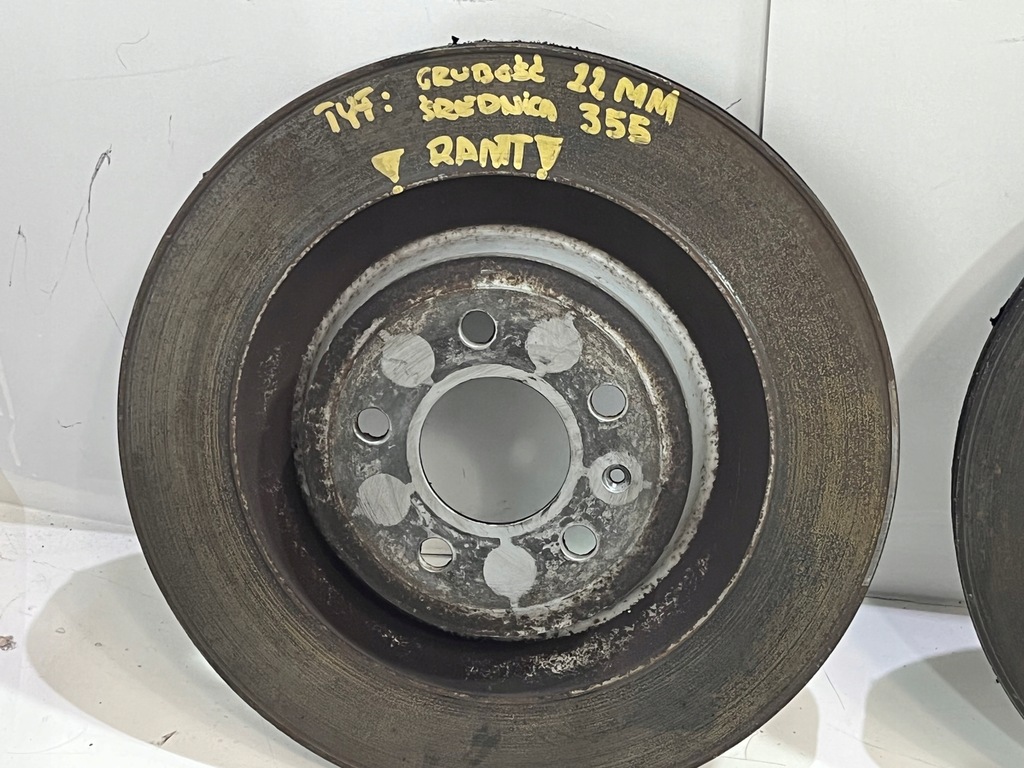 TYŁ: GRUBOŚĆ 22 MM
ŚREDNICA 355
! RANT !